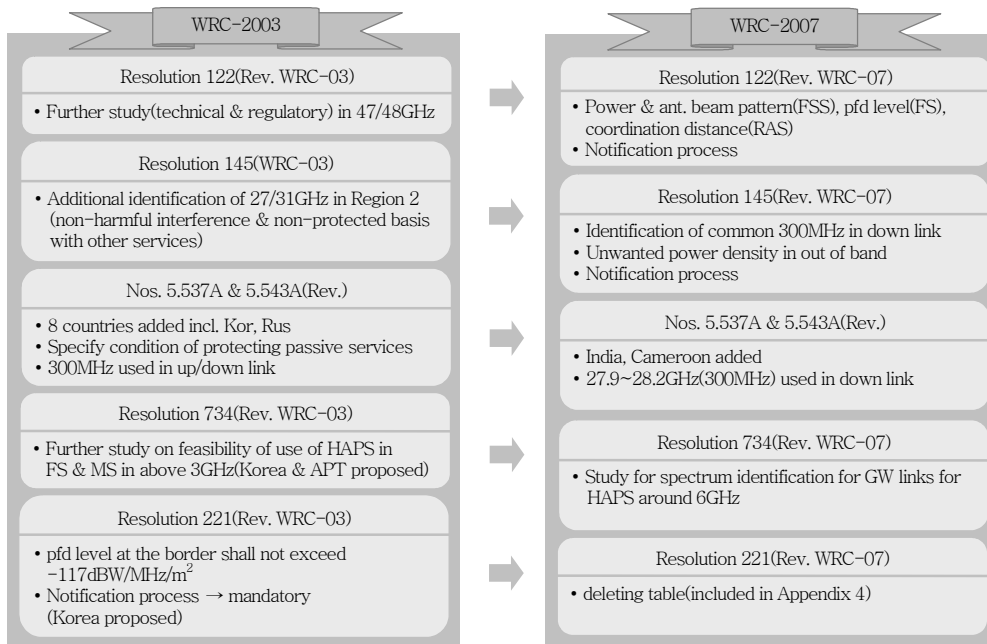 WRC-2003
Resolution 122(Rev. WRC-03)
• Further study(technical & regulatory) in 47/48GHz
Resolution 145(WRC-03)
• Additional identification of 27/31GHz in Region 2
(non-harmful interference & non-protected basis
with other services)
Nos. 5.537A & 5.543A(Rev.)
• 8 countries added incl. Kor, Rus
• Specify condition of protecting passive services
• 300MHz used in up/down link
Resolution 734(Rev. WRC-03)
• Further study on feasibility of use of HAPS in
FS & MS in above 3GHz(Korea & APT proposed)
Resolution 221(Rev. WRC-03)
• pfd level at the border shall not exceed
-117dBW/MHz/m²
• Notification process → mandatory
(Korea proposed)
WRC-2007
Resolution 122(Rev. WRC-07)
• Power & ant. beam pattern(FSS), pfd level(FS),
coordination distance(RAS)
• Notification process
Resolution 145(Rev. WRC-07)
• Identification of common 300MHz in down link
• Unwanted power density in out of band
• Notification process
Nos. 5.537A & 5.543A(Rev.)
• India, Cameroon added
• 27.9~28.2GHz(300MHz) used in down link
Resolution 734(Rev. WRC-07)
• Study for spectrum identification for GW links for
HAPS around 6GHz
Resolution 221(Rev. WRC-07)
• deleting table(included in Appendix 4)